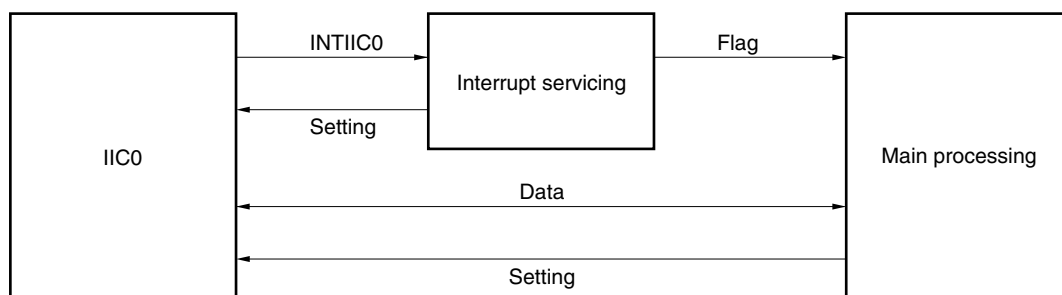 INTIIC0
Flag
Interrupt servicing
Setting
IIC0
Main processing
Data
Setting